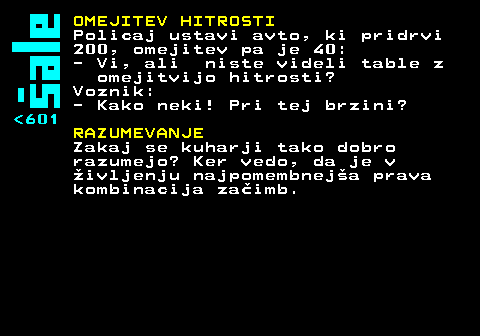 Šale
<601
OMEJITEV HITROSTI
Policaj ustavi avto, ki pridrvi
200, omejitev pa je 40:
- Vi, ali  niste videli table z
omejitvijo hitrosti?
Voznik:
- Kako neki! Pri tej brzini?
RAZUMEVANJE
Zakaj se kuharji tako dobro
razumejo? Ker vedo, da je v
življenju najpomembnejša prava
kombinacija začimb.